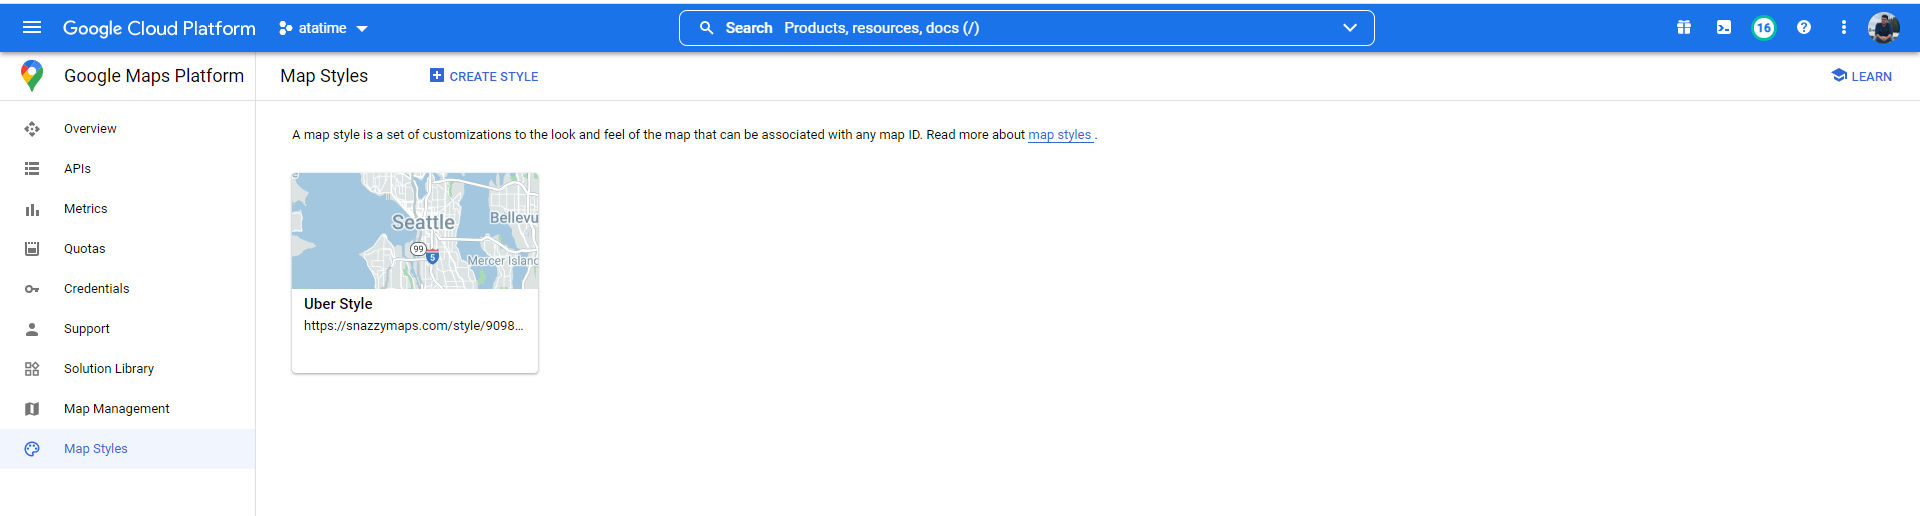 Google Cloud Platform
atatime
Search Products, resources, docs (/)
16
Google Maps Platform
Map Styles
CREATE STYLE
LEARN
Overview
APIs
Metrics
Quotas
Credentials
Support
Solution Library
Map Management
Map Styles
A map style is a set of customizations to the look and feel of the map that can be associated with any map ID. Read more about map styles .
Seattle
Bellevu
99
5
Mercer Island
Uber Style
https://snazzymaps.com/style/9098...